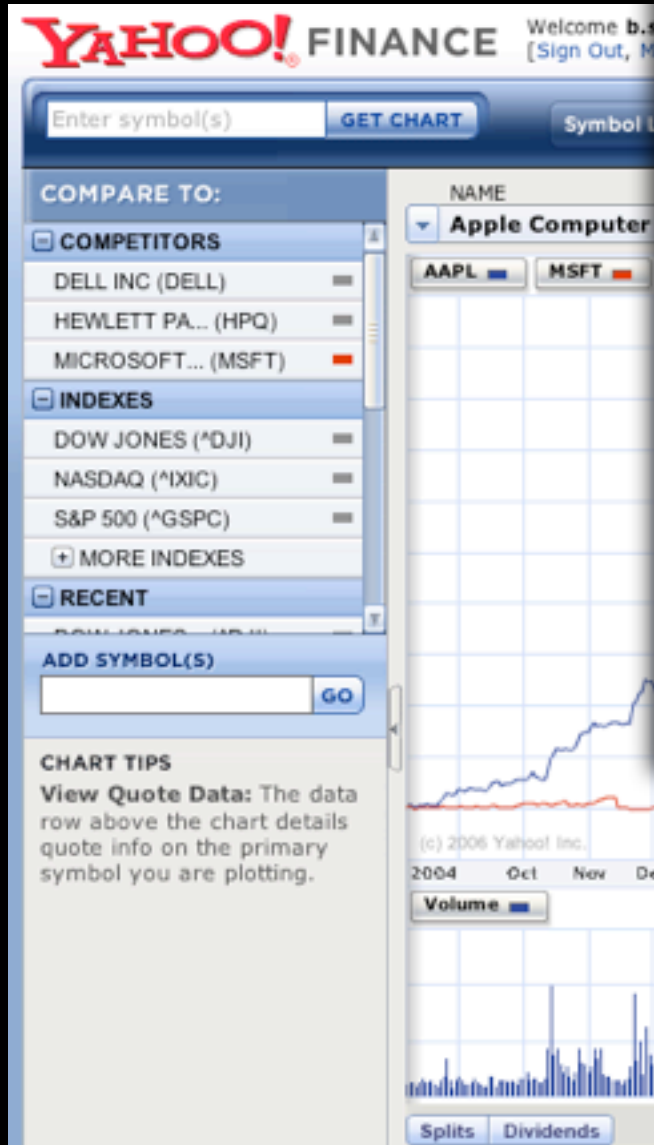 YAHOO! FINANCE
Welcome b.
[Sign Out,
Enter symbol(s) GET CHART
Symbol
COMPARE TO:
COMPETITORS
DELL INC (DELL)
HEWLETT PA... (HPQ)
MICROSOFT... (MSFT)
INDEXES
DOW JONES (^DJI)
NASDAQ (^IXIC)
S&P 500 (^GSPC)
MORE INDEXES
RECENT
ADD SYMBOL(S)
GO
CHART TIPS
View Quote Data: The data
row above the chart details
quote info on the primary
symbol you are plotting.
NAME
Apple Computer
AAPL MSFT
(c) 2006 Yahoo! Inc.
2004 Oct Nov
Volume
Splits Dividends